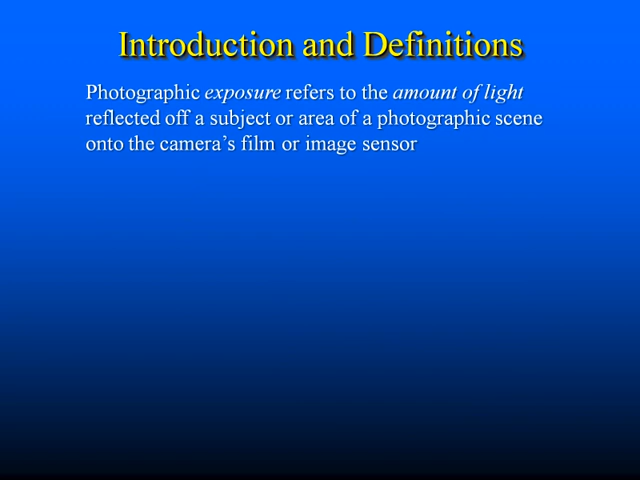 Introduction and Definitions
Photographic exposure refers to the amount of light
reflected off a subject or area of a photographic scene
onto the camera’s film or image sensor